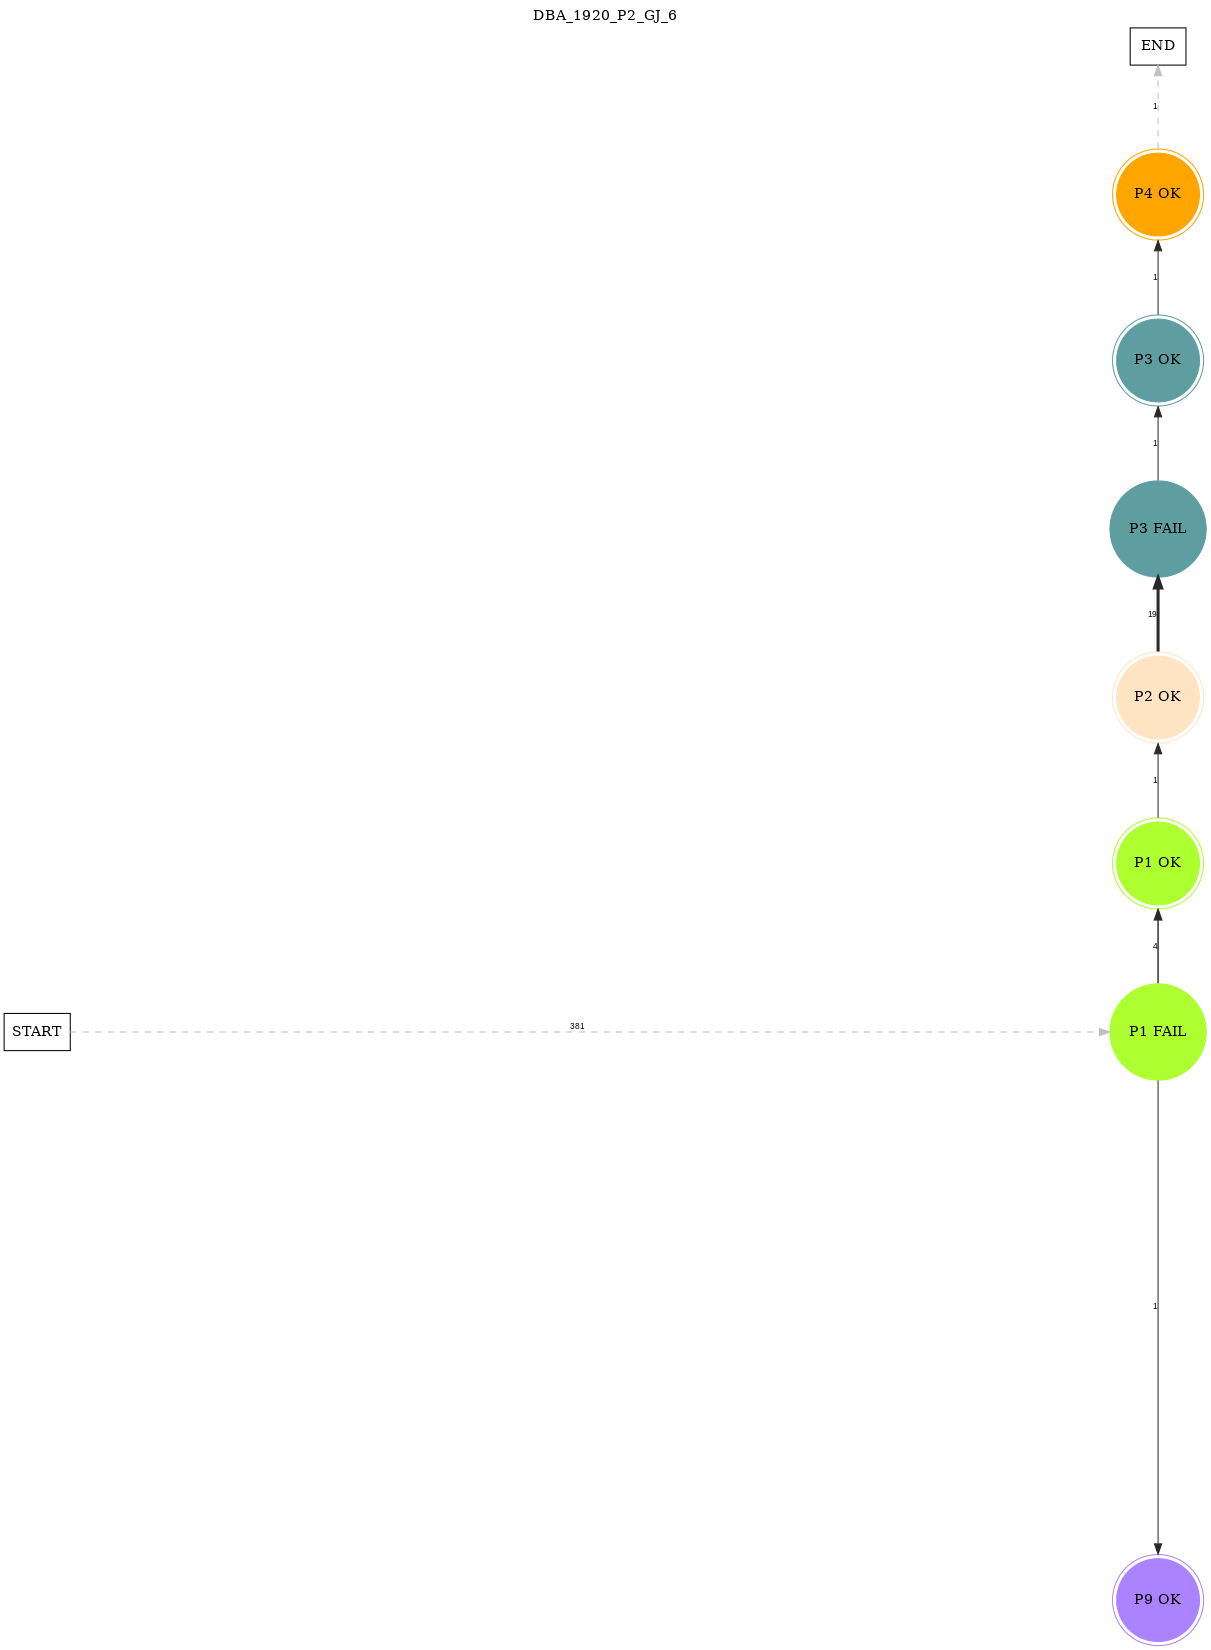 DBA_1920_P2_GJ_6
END
1
P4 OK
1
P3 OK
1
P3 FAIL
19
P2 OK
1
P1 OK
4
START
381
P1 FAIL
1
P9 OK